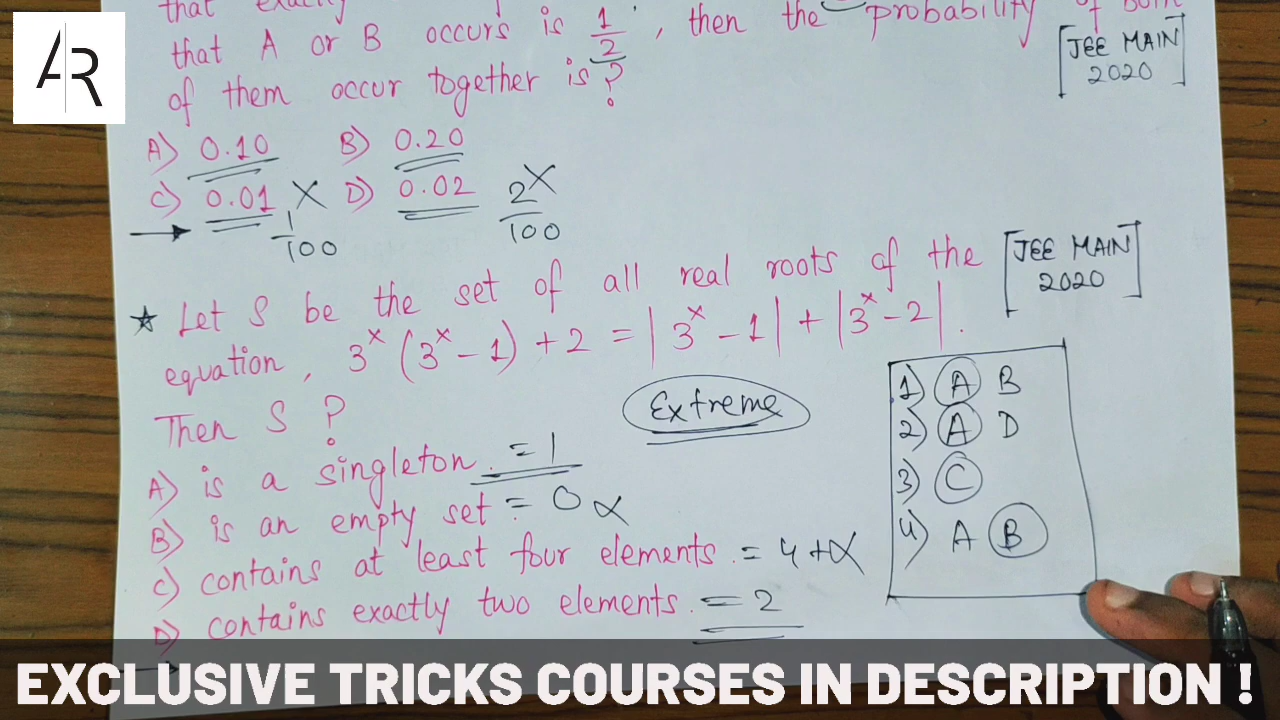 that exactly
that A or B occurs is 1/2, then the probability of both
of them occur together is ?
[JEE MAIN
2020]
A) 0.10 B) 0.20
C) 0.01 X D) 0.02 X
1/100 2/100
★ Let S be the set of all real roots of the
equation, 3^x (3^x - 1) + 2 = |3^x - 1| + |3^x - 2|.
[JEE MAIN
2020]
Then S ?
Extreme
A) is a singleton. = 1
B) is an empty set = 0 x
C) contains at least four elements. = 4+ x
D) contains exactly two elements. = 2
1) A B
2) A D
3) C
4) A B
AR
EXCLUSIVE TRICKS COURSES IN DESCRIPTION !